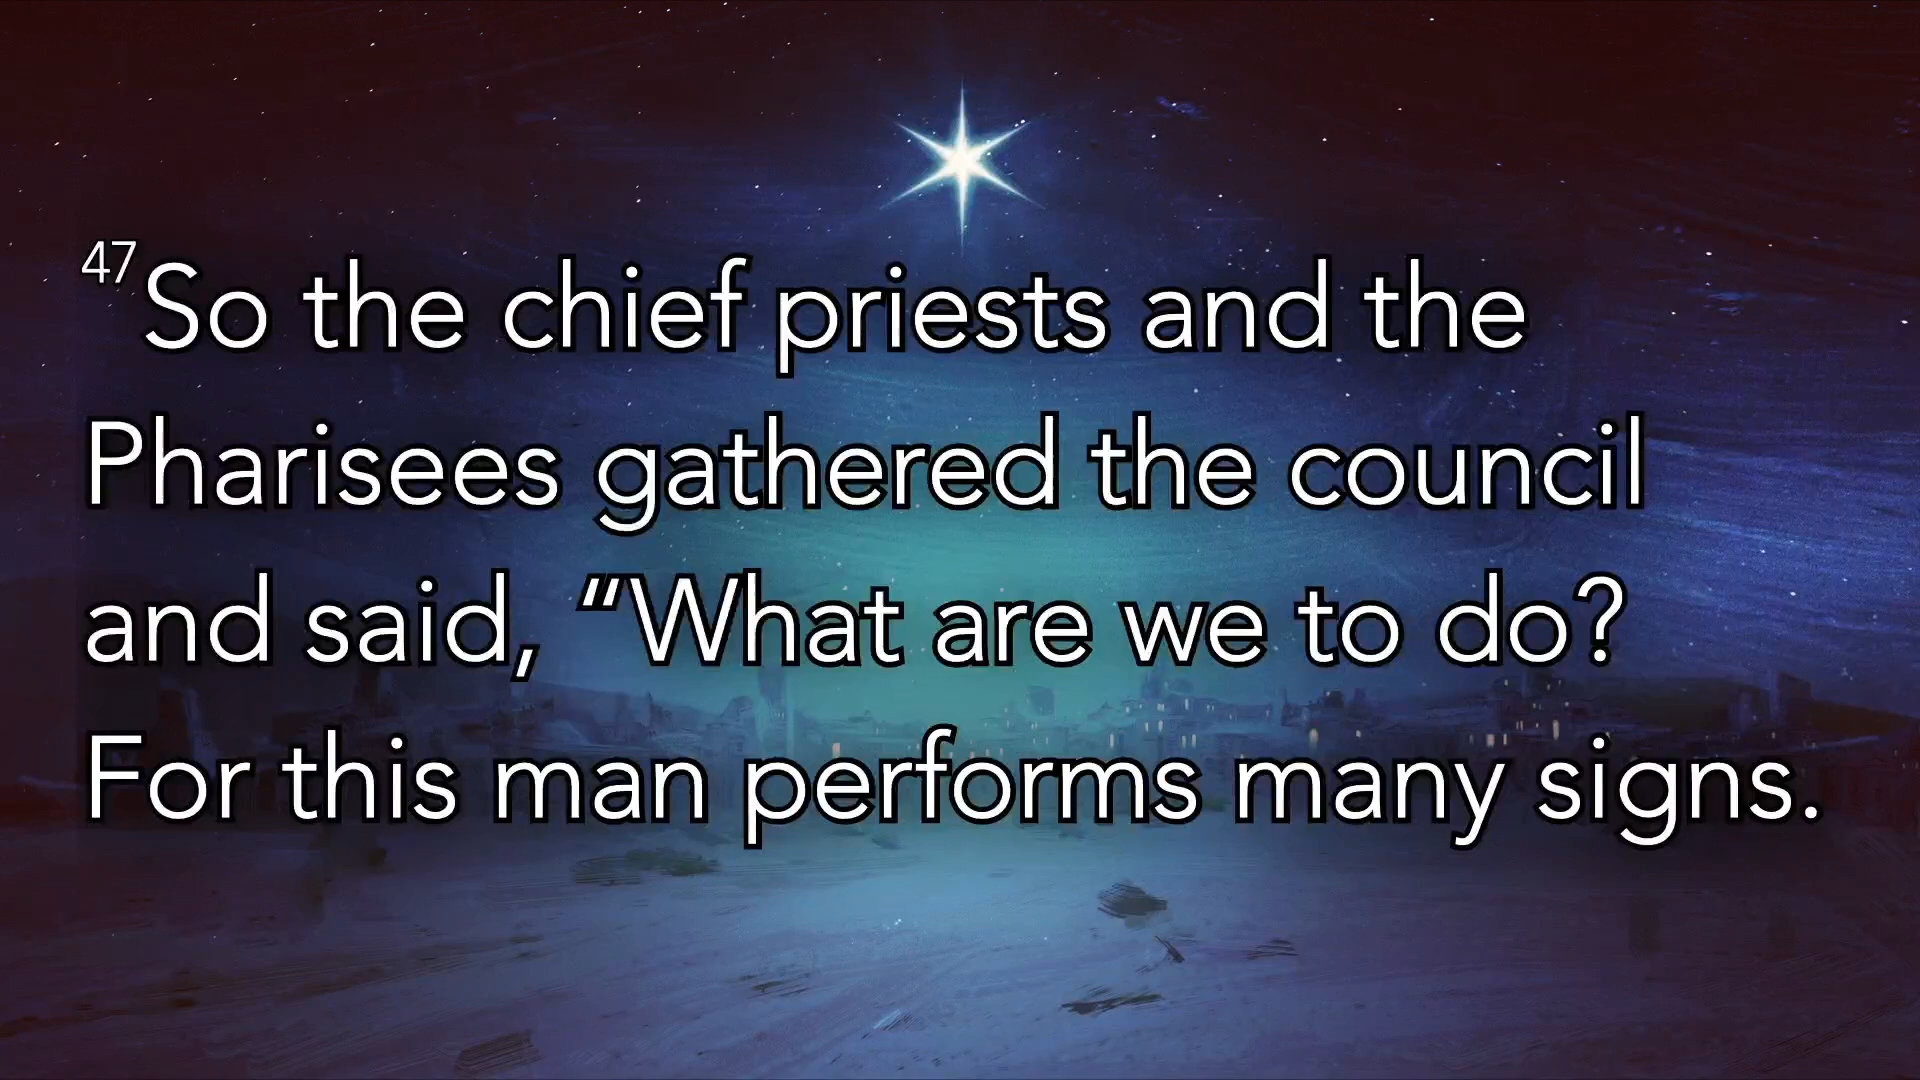 47So the chief priests and the
Pharisees gathered the council
and said, “What are we to do?
For this man performs many signs.